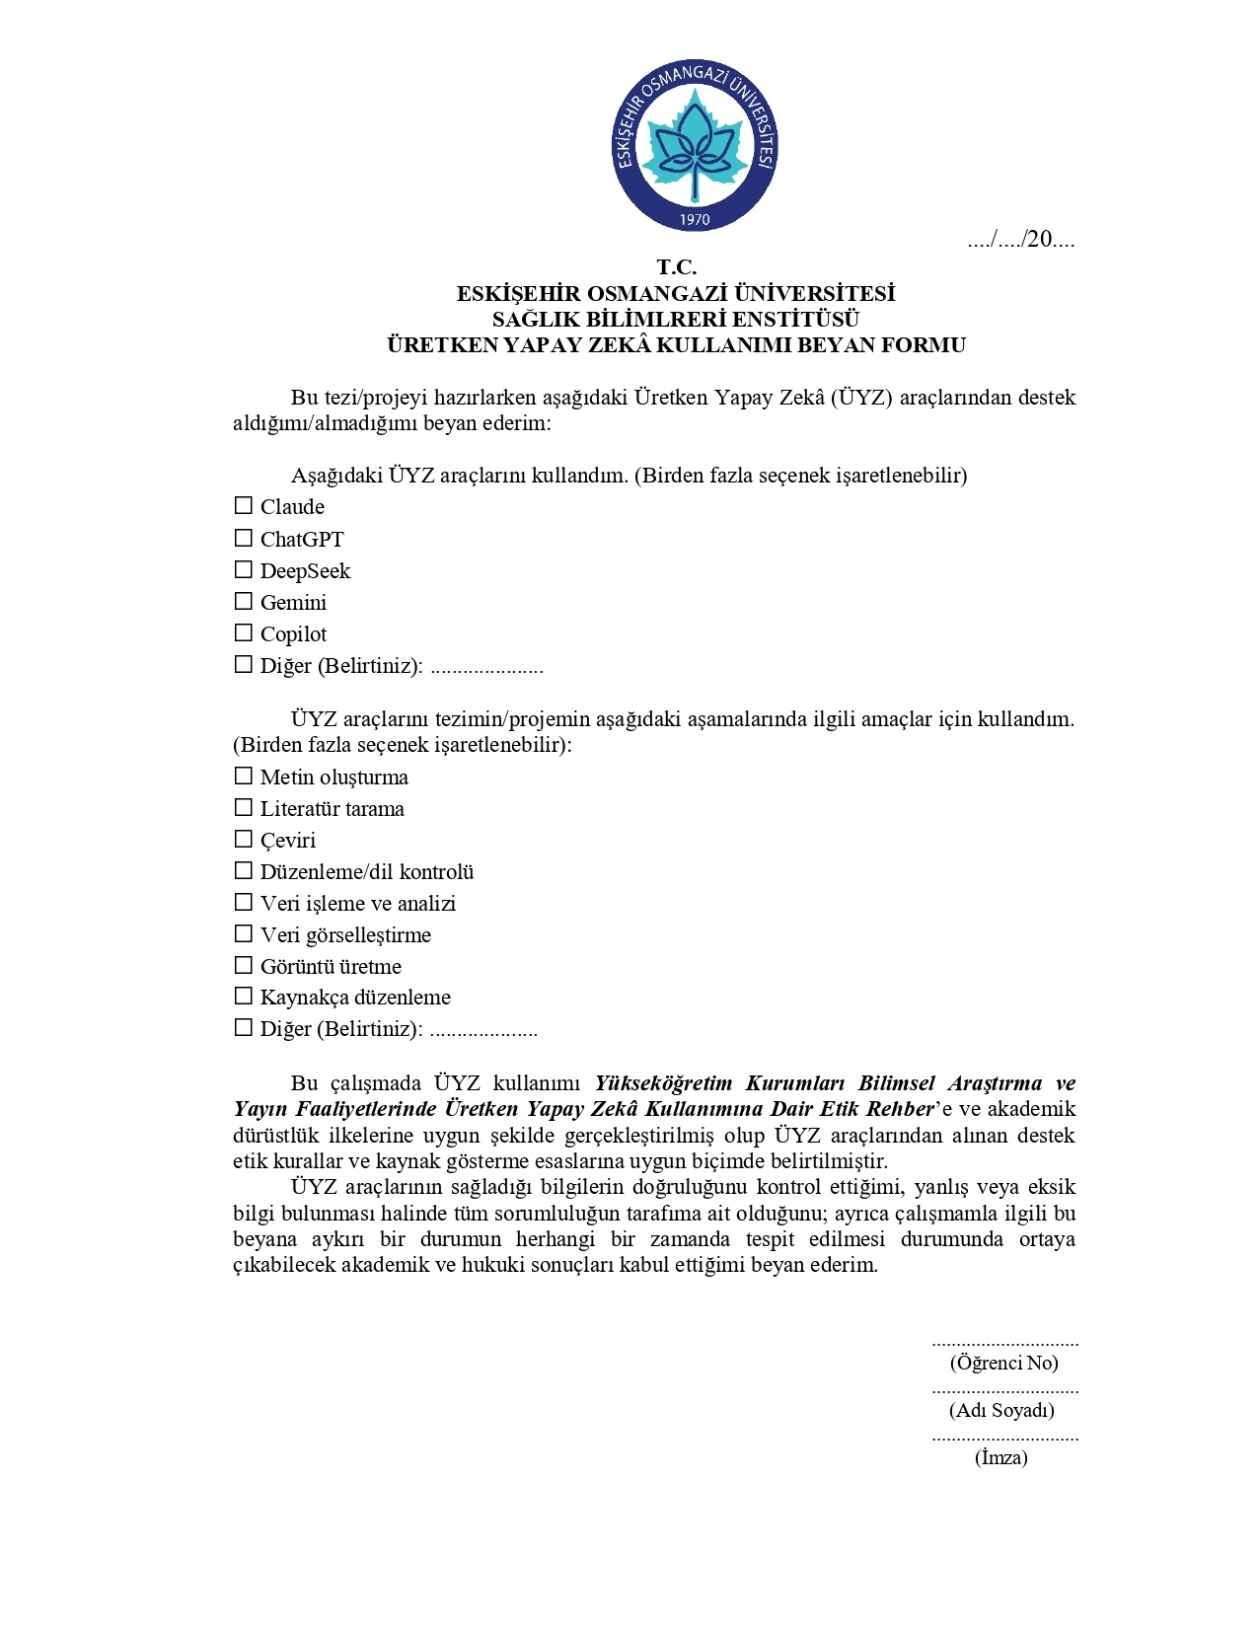 ESKİŞEHİR OSMANGAZİ ÜNİVERSİTESİ
1970
..../..../20....
T.C.
ESKİŞEHİR OSMANGAZİ ÜNİVERSİTESİ
SAĞLIK BİLİMLRERİ ENSTİTÜSÜ
ÜRETKEN YAPAY ZEKÂ KULLANIMI BEYAN FORMU
Bu tezi/projeyi hazırlarken aşağıdaki Üretken Yapay Zekâ (ÜYZ) araçlarından destek
aldığımı/almadığımı beyan ederim:
Aşağıdaki ÜYZ araçlarını kullandım. (Birden fazla seçenek işaretlenebilir)
☐ Claude
☐ ChatGPT
☐ DeepSeek
☐ Gemini
☐ Copilot
☐ Diğer (Belirtiniz): .....................
ÜYZ araçlarını tezimin/projemin aşağıdaki aşamalarında ilgili amaçlar için kullandım.
(Birden fazla seçenek işaretlenebilir):
☐ Metin oluşturma
☐ Literatür tarama
☐ Çeviri
☐ Düzenleme/dil kontrolü
☐ Veri işleme ve analizi
☐ Veri görselleştirme
☐ Görüntü üretme
☐ Kaynakça düzenleme
☐ Diğer (Belirtiniz): ....................
Bu çalışmada ÜYZ kullanımı Yükseköğretim Kurumları Bilimsel Araştırma ve
Yayın Faaliyetlerinde Üretken Yapay Zekâ Kullanımına Dair Etik Rehber’e ve akademik
dürüstlük ilkelerine uygun şekilde gerçekleştirilmiş olup ÜYZ araçlarından alınan destek
etik kurallar ve kaynak gösterme esaslarına uygun biçimde belirtilmiştir.
ÜYZ araçlarının sağladığı bilgilerin doğruluğunu kontrol ettiğimi, yanlış veya eksik
bilgi bulunması halinde tüm sorumluluğun tarafıma ait olduğunu; ayrıca çalışmamla ilgili bu
beyana aykırı bir durumun herhangi bir zamanda tespit edilmesi durumunda ortaya
çıkabilecek akademik ve hukuki sonuçları kabul ettiğimi beyan ederim.
..............................
(Öğrenci No)
..............................
(Adı Soyadı)
..............................
(İmza)